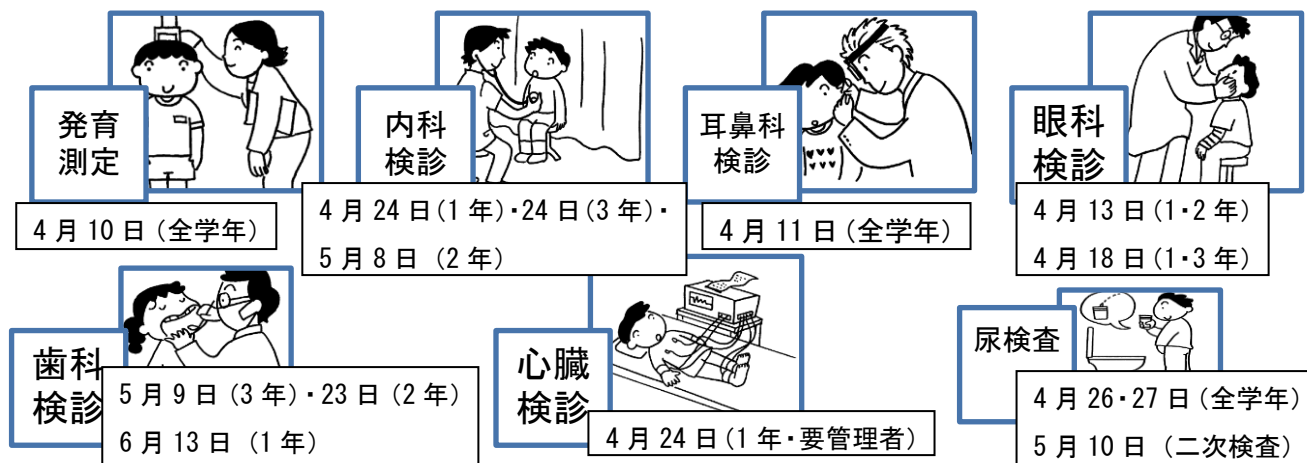 発育
測定
4月10日（全学年）
内科
検診
4月24日（1年）・24日（3年）・
5月8日（2年）
耳鼻科
検診
4月11日（全学年）
眼科
検診
4月13日（1・2年）
4月18日（1・3年）
歯科
検診
5月9日（3年）・23日（2年）
6月13日（1年）
心臓
検診
4月24日（1年・要管理者）
尿検査
4月26・27日（全学年）
5月10日（二次検査）